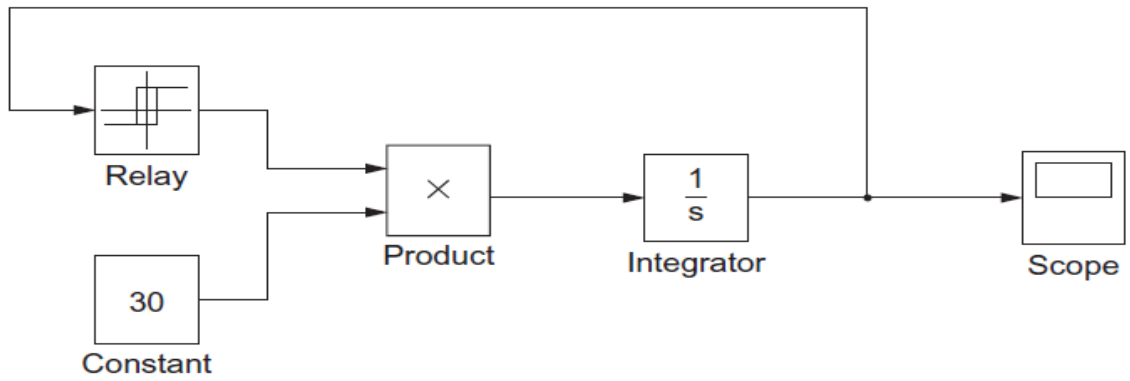 Relay
×
Product
1
s
Integrator
Scope
30
Constant